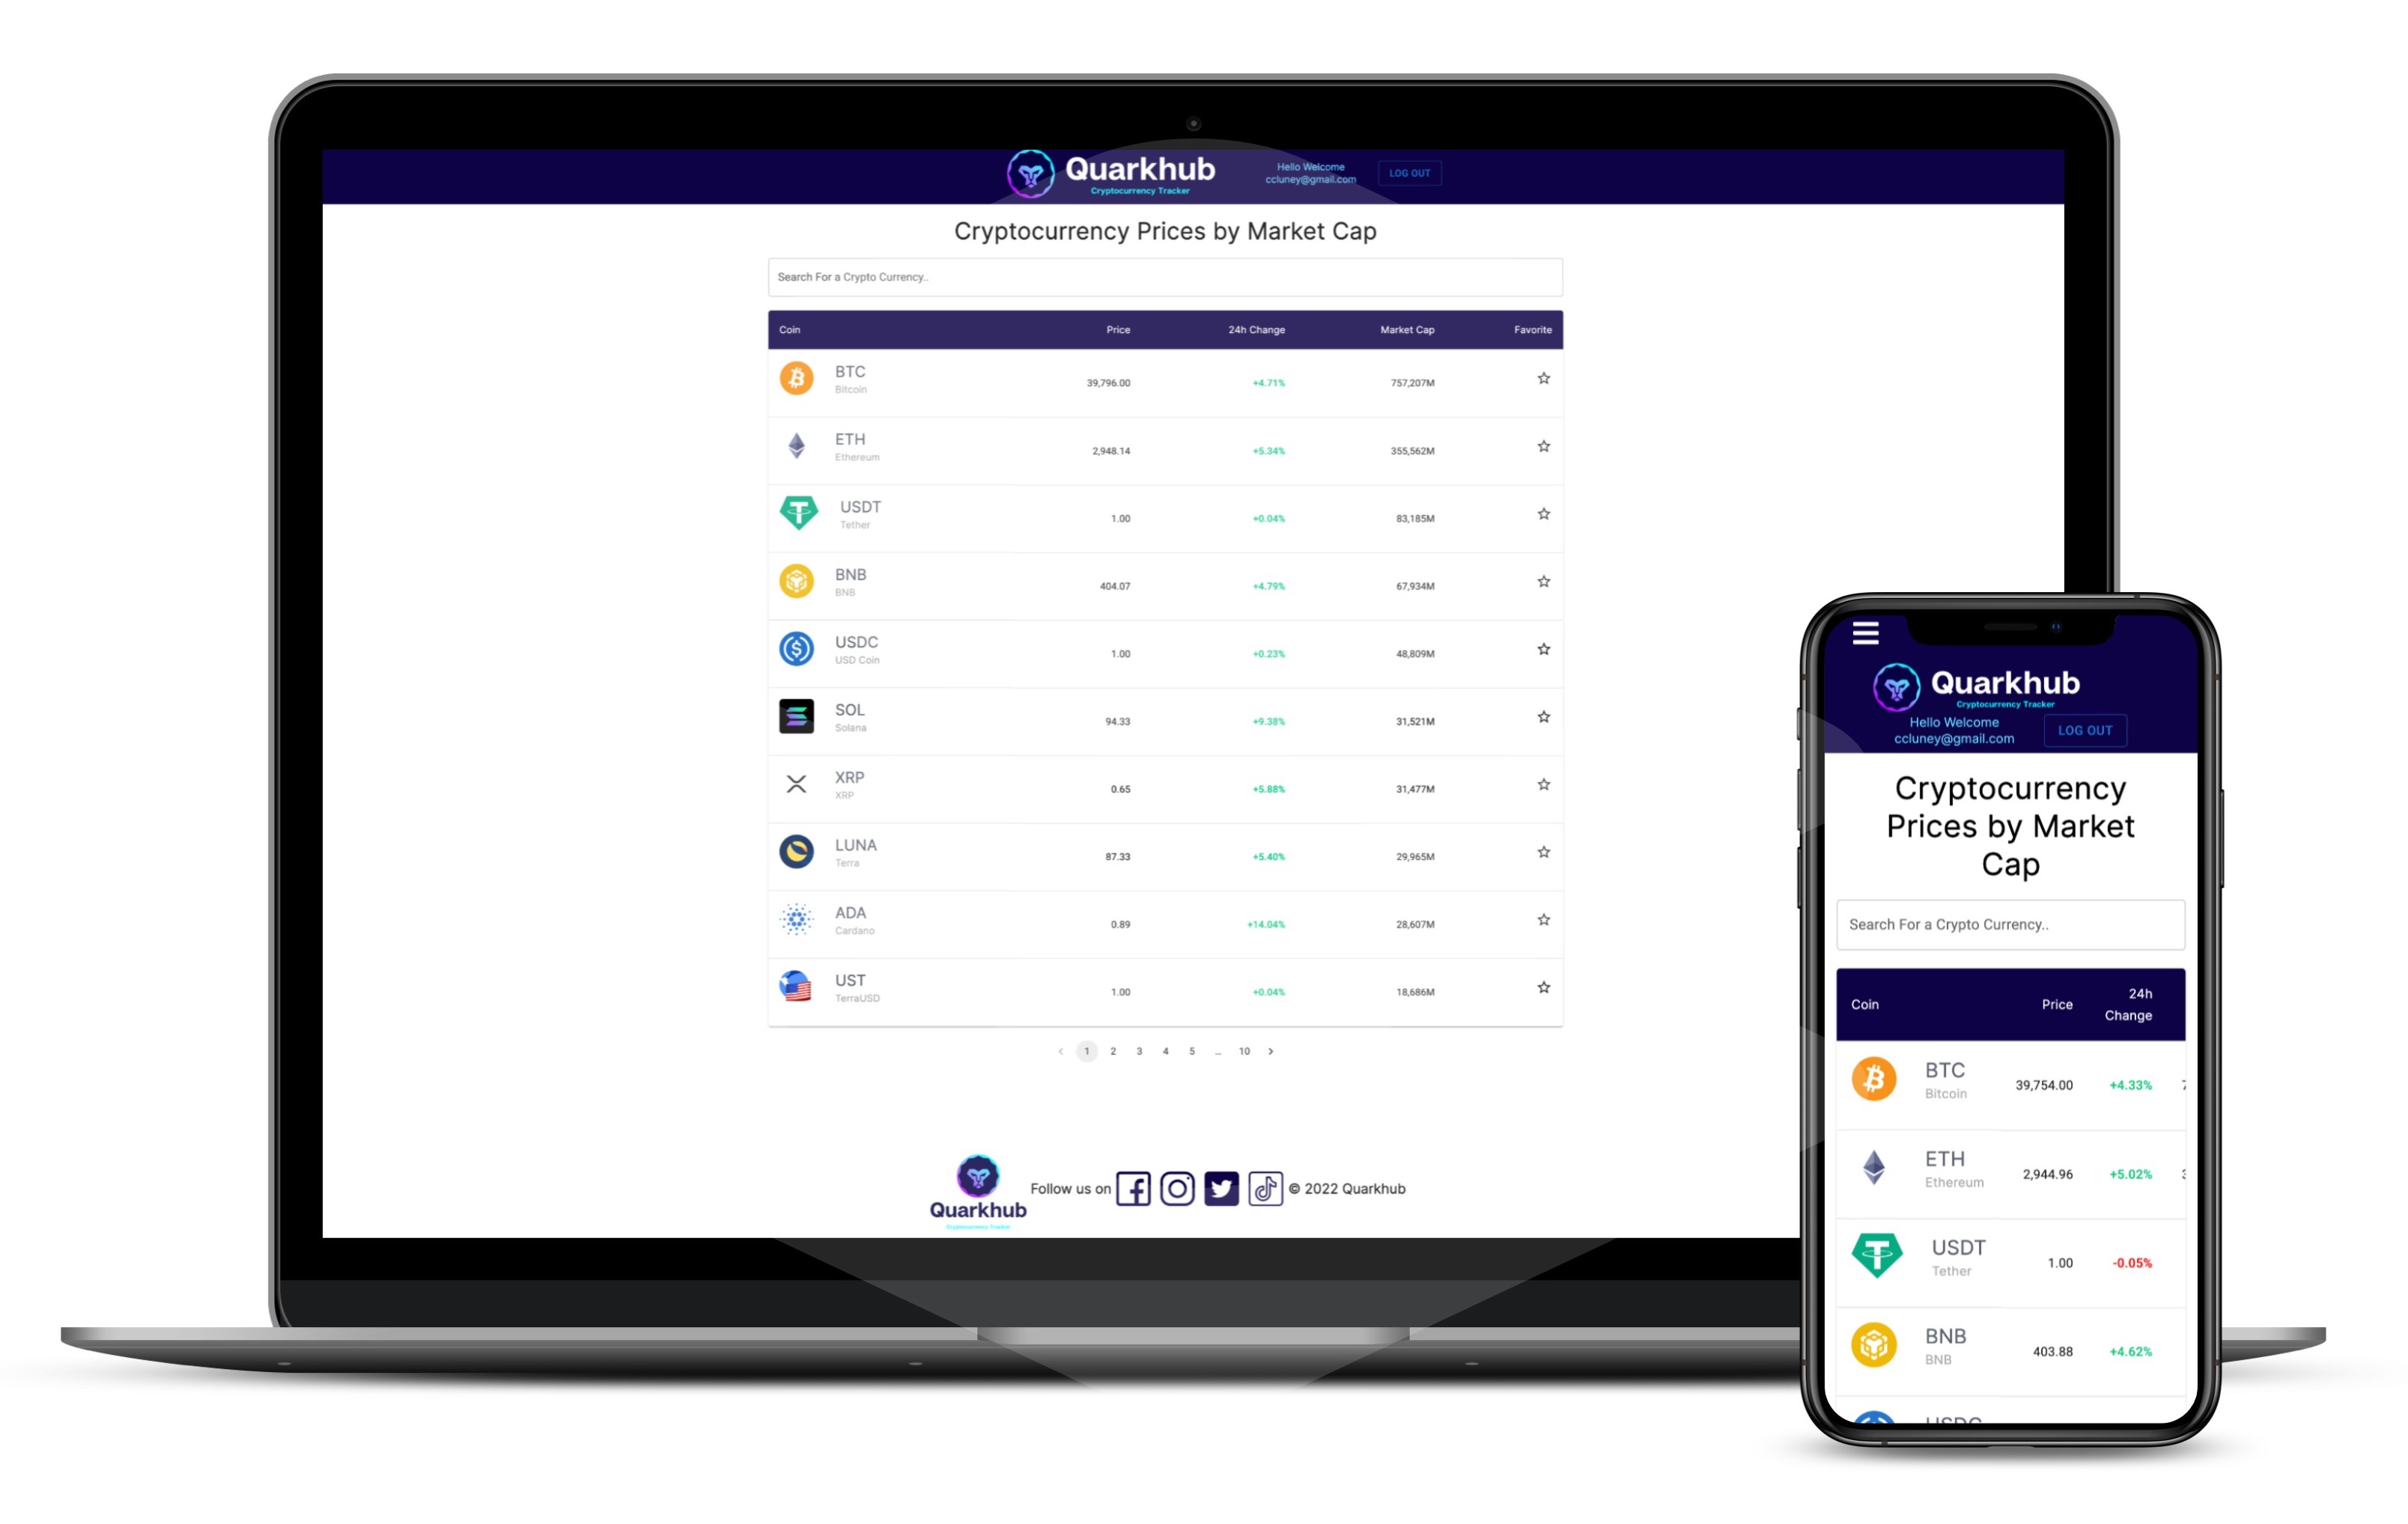 Quarkhub
Cryptocurrency Tracker
Hello Welcome
ccluney@gmail.com
LOG OUT
Cryptocurrency Prices by Market Cap
Search For a Crypto Currency..
Coin Price 24h Change Market Cap Favorite
BTC
Bitcoin
39,796.00 +4.71% 757,207M
ETH
Ethereum
2,948.14 +5.34% 355,562M
USDT
Tether
1.00 +0.04% 83,185M
BNB
BNB
404.07 +4.79% 67,934M
USDC
USD Coin
1.00 +0.23% 48,809M
SOL
Solana
94.33 +9.38% 31,521M
XRP
XRP
0.65 +5.88% 31,477M
LUNA
Terra
87.33 +5.40% 29,965M
ADA
Cardano
0.89 +14.04% 28,607M
UST
TerraUSD
1.00 +0.04% 18,686M
‹ 1 2 3 4 5 … 10 ›
Quarkhub
Cryptocurrency Tracker
Follow us on
© 2022 Quarkhub
Quarkhub
Cryptocurrency Tracker
Hello Welcome
ccluney@gmail.com
LOG OUT
Cryptocurrency
Prices by Market
Cap
Search For a Crypto Currency..
Coin Price 24h
Change
BTC
Bitcoin
39,754.00 +4.33%
ETH
Ethereum
2,944.96 +5.02%
USDT
Tether
1.00 -0.05%
BNB
BNB
403.88 +4.62%
USDC